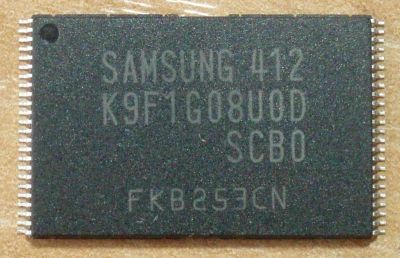 SAMSUNG 412
K9F1G08U0D
SCB0
FKB253CN